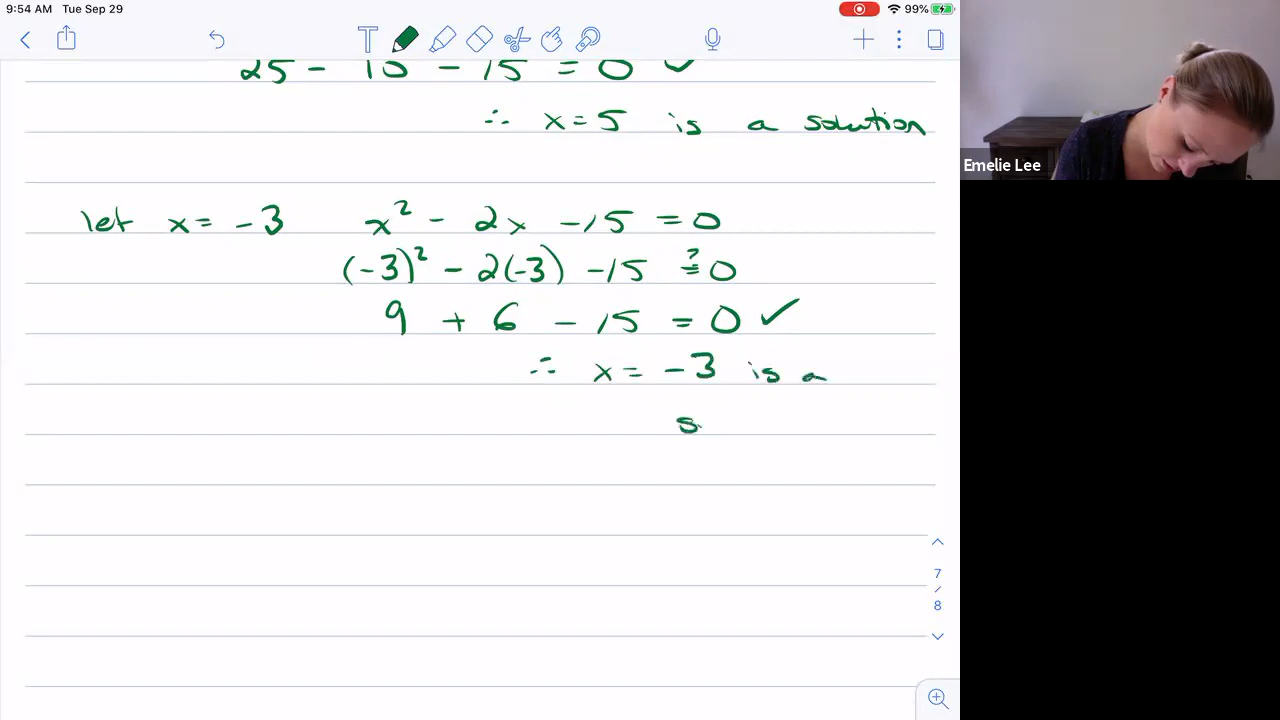 9:54 AM Tue Sep 29
99%
25 - 10 - 15 = 0 ✓
∴ x = 5 is a solution
let x = -3 x² - 2x - 15 = 0
(-3)² - 2(-3) - 15 ≟ 0
9 + 6 - 15 = 0 ✓
∴ x = -3 is a
s
Emelie Lee
7
/
8